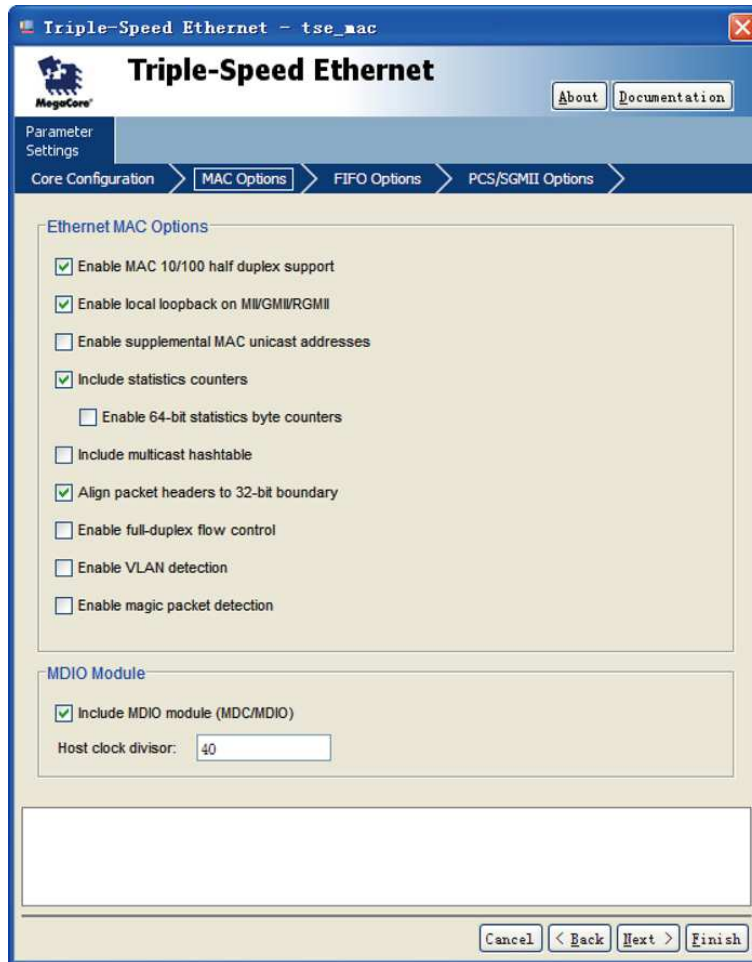 Triple-Speed Ethernet - tse_mac
Triple-Speed Ethernet
MegaCore®
About
Documentation
Parameter
Settings
Core Configuration
MAC Options
FIFO Options
PCS/SGMII Options
Ethernet MAC Options
Enable MAC 10/100 half duplex support
Enable local loopback on MII/GMII/RGMII
Enable supplemental MAC unicast addresses
Include statistics counters
Enable 64-bit statistics byte counters
Include multicast hashtable
Align packet headers to 32-bit boundary
Enable full-duplex flow control
Enable VLAN detection
Enable magic packet detection
MDIO Module
Include MDIO module (MDC/MDIO)
Host clock divisor: 40
Cancel
< Back
Next >
Finish